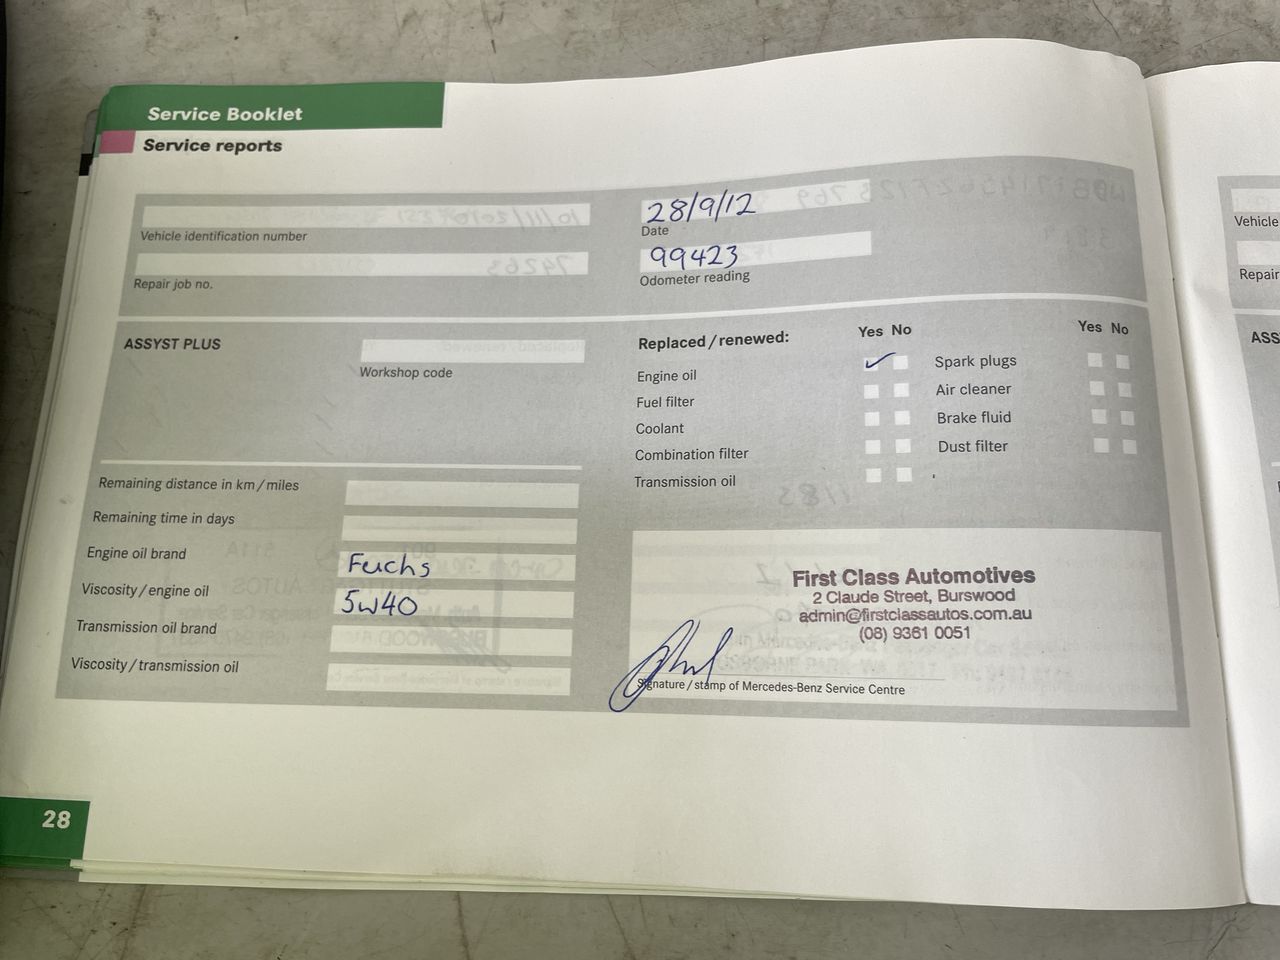 Service Booklet
Service reports
Vehicle identification number
28/9/12
Date
99423
Repair job no.
Odometer reading
ASSYST PLUS
Workshop code
Replaced / renewed:
Yes No
Engine oil
Fuel filter
Coolant
Combination filter
Transmission oil
Yes No
Spark plugs
Air cleaner
Brake fluid
Dust filter
Remaining distance in km / miles
Remaining time in days
Engine oil brand
Fuchs
Viscosity / engine oil
5W40
Transmission oil brand
Viscosity / transmission oil
First Class Automotives
2 Claude Street, Burswood
admin@firstclassautos.com.au
(08) 9361 0051
Signature / stamp of Mercedes-Benz Service Centre
28
Vehicle
Repair
ASS